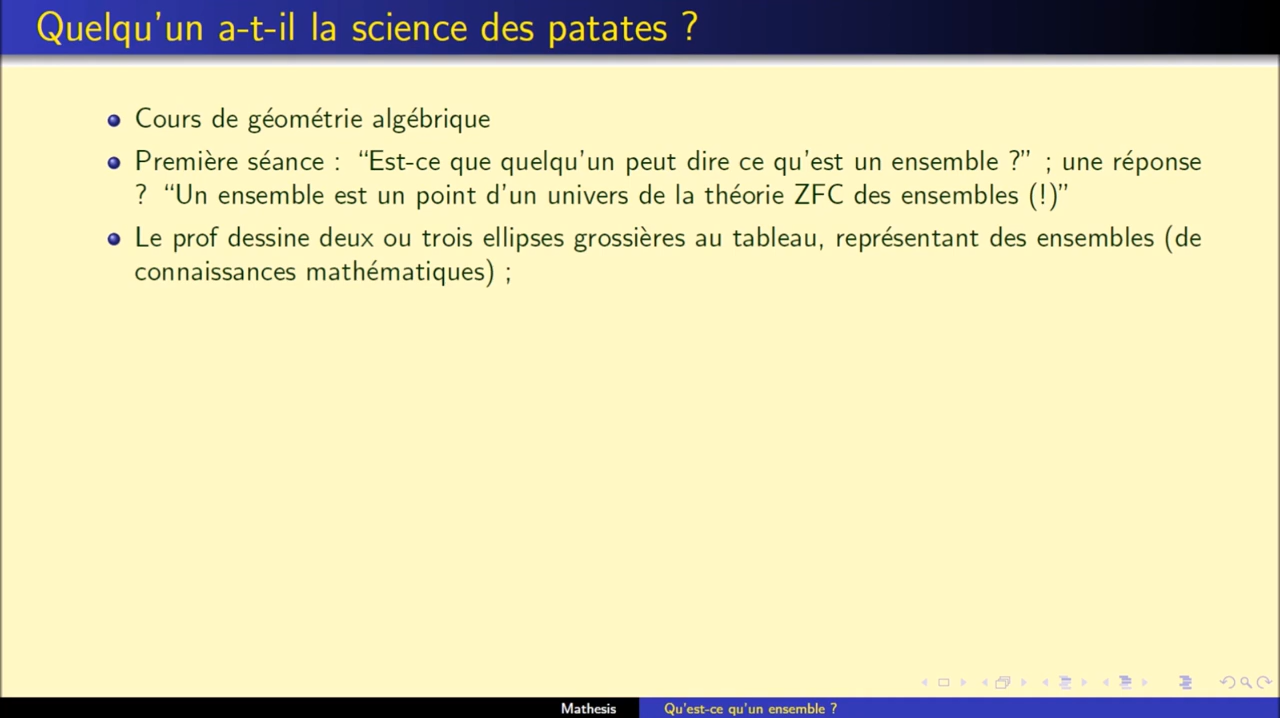 Quelqu'un a-t-il la science des patates ?
Cours de géométrie algébrique
Première séance : “Est-ce que quelqu'un peut dire ce qu'est un ensemble ?” ; une réponse
? “Un ensemble est un point d'un univers de la théorie ZFC des ensembles (!)”
Le prof dessine deux ou trois ellipses grossières au tableau, représentant des ensembles (de
connaissances mathématiques) ;
Mathesis
Qu'est-ce qu'un ensemble ?